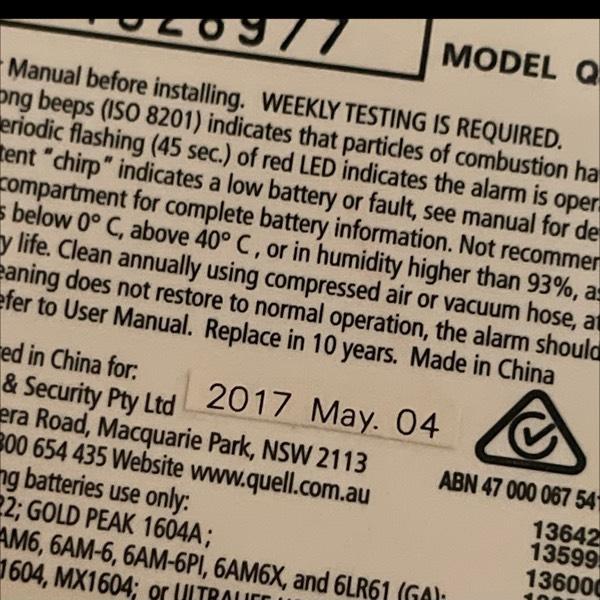 MODEL Q
Manual before installing. WEEKLY TESTING IS REQUIRED.
ong beeps (ISO 8201) indicates that particles of combustion ha
eriodic flashing (45 sec.) of red LED indicates the alarm is oper
tent "chirp" indicates a low battery or fault, see manual for de
compartment for complete battery information. Not recommen
s below 0° C, above 40° C, or in humidity higher than 93%, as
y life. Clean annually using compressed air or vacuum hose, at
eaning does not restore to normal operation, the alarm should
efer to User Manual. Replace in 10 years. Made in China
ed in China for:
& Security Pty Ltd
2017 May. 04
era Road, Macquarie Park, NSW 2113
300 654 435 Website www.quell.com.au
ABN 47 000 067 541
ng batteries use only:
22; GOLD PEAK 1604A;
AM6, 6AM-6, 6AM-6PI, 6AM6X, and 6LR61 (GA);
1604, MX1604; or
13642
13599
13600